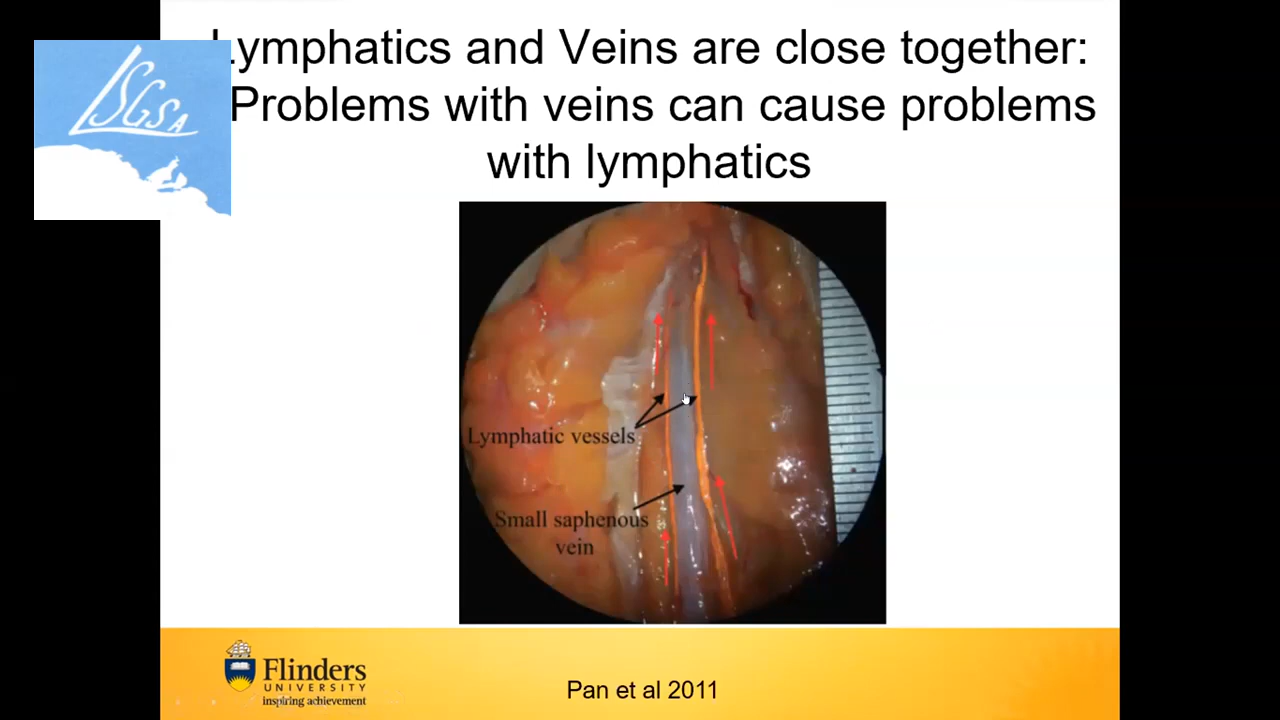 Lymphatics and Veins are close together:
Problems with veins can cause problems
with lymphatics
LSGSA
Lymphatic vessels
Small saphenous
vein
Flinders
UNIVERSITY
inspiring achievement
Pan et al 2011